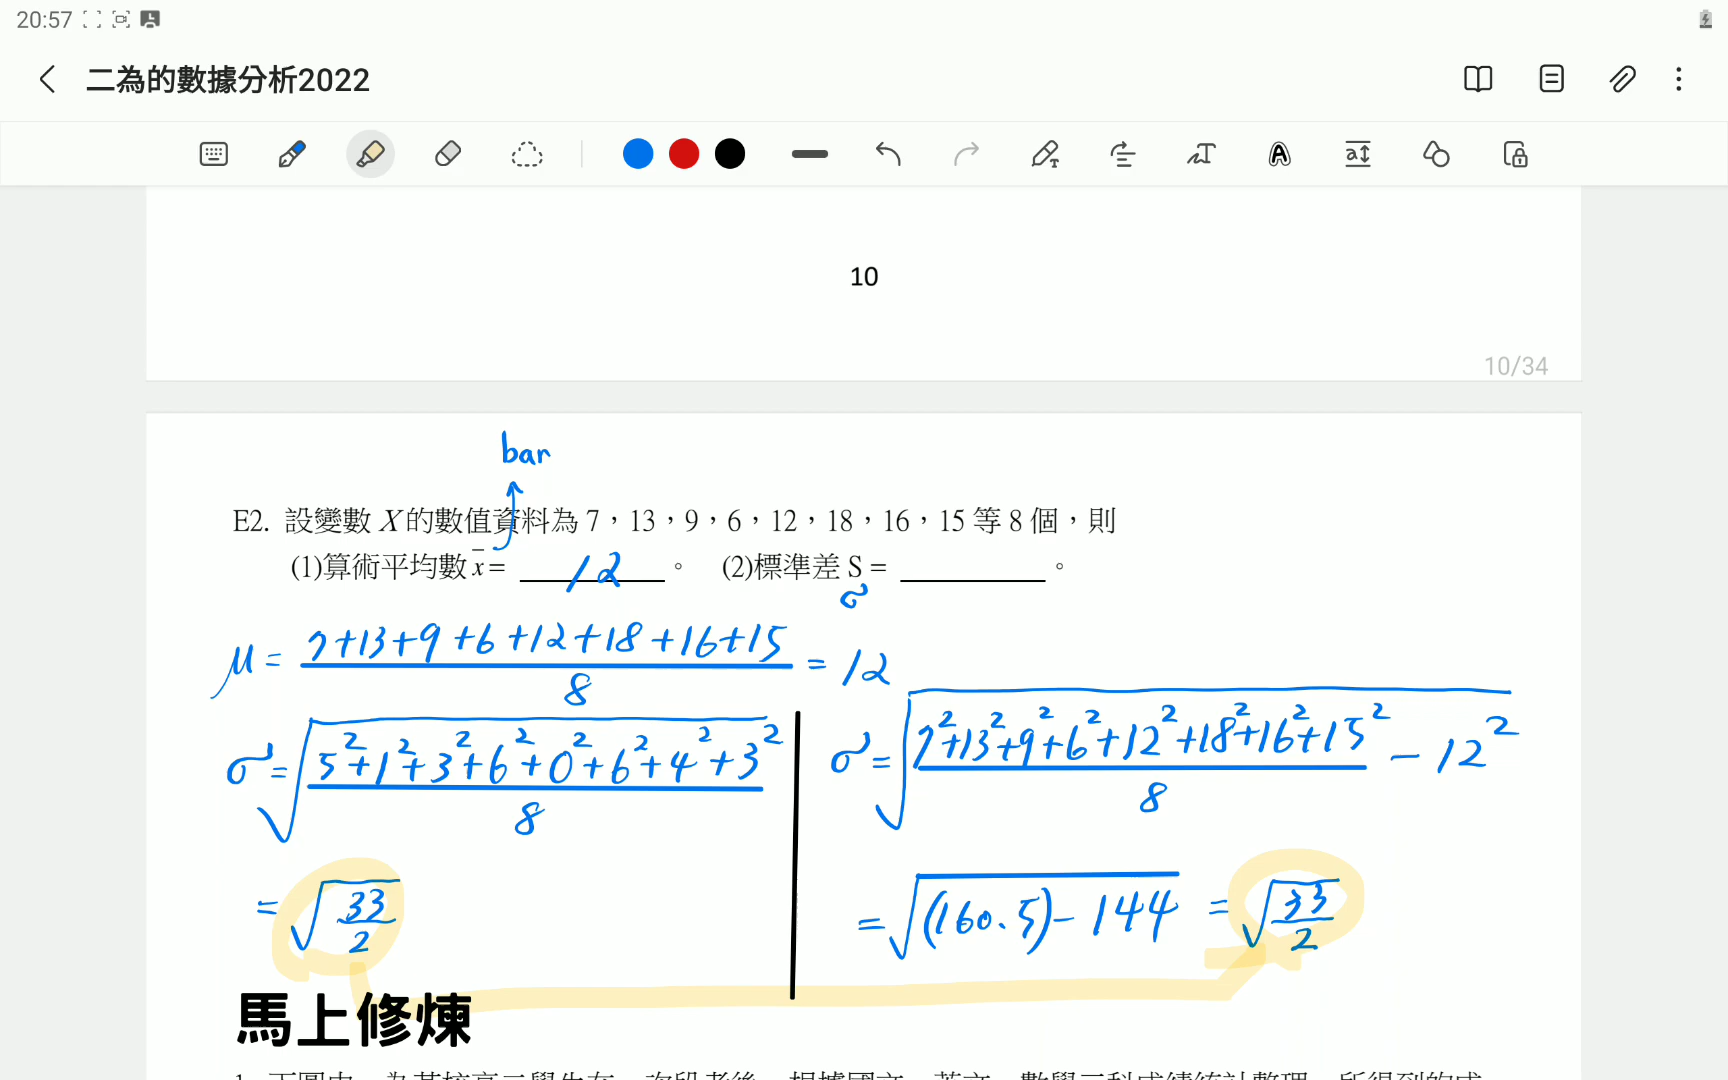 20:57
二為的數據分析2022
10
10/34
bar
E2. 設變數 X 的數值資料為 7，13，9，6，12，18，16，15 等 8 個，則
(1)算術平均數 x̄ = 12 。 (2)標準差 S = ______ 。
σ
μ = (7+13+9+6+12+18+16+15)/8 = 12
σ = √((5²+1²+3²+6²+0²+6²+4²+3²)/8)
= √(33/2)
σ = √((7²+13²+9²+6²+12²+18²+16²+15²)/8 - 12²)
= √((160.5) - 144) = √(33/2)
馬上修煉